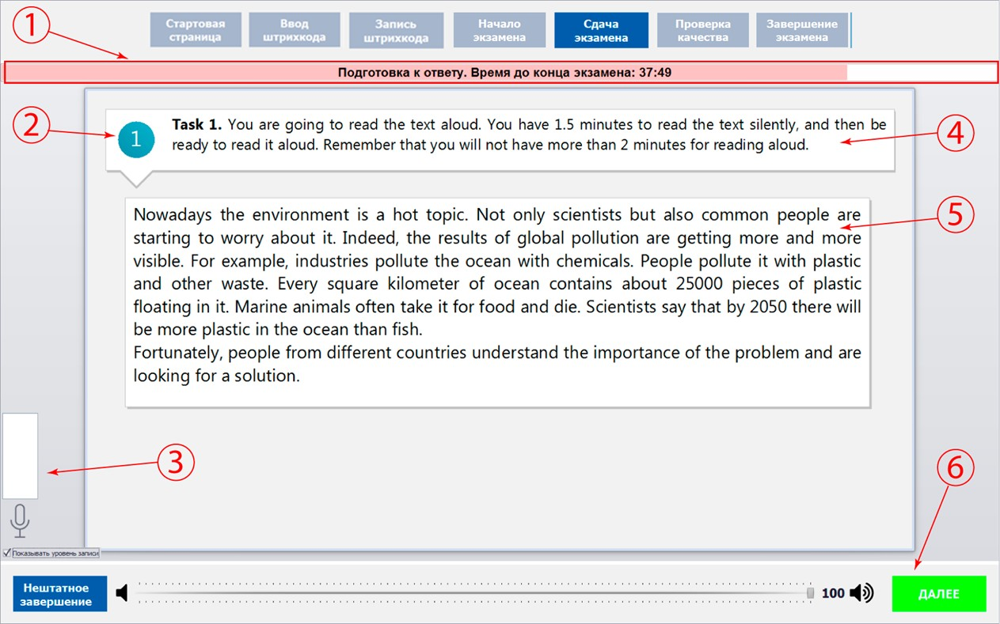 1
Стартовая
страница
Ввод
штрихкода
Запись
штрихкода
Начало
экзамена
Сдача
экзамена
Проверка
качества
Завершение
экзамена
Подготовка к ответу. Время до конца экзамена: 37:49
2
1
Task 1. You are going to read the text aloud. You have 1.5 minutes to read the text silently, and then be
ready to read it aloud. Remember that you will not have more than 2 minutes for reading aloud.
4
Nowadays the environment is a hot topic. Not only scientists but also common people are
starting to worry about it. Indeed, the results of global pollution are getting more and more
visible. For example, industries pollute the ocean with chemicals. People pollute it with plastic
and other waste. Every square kilometer of ocean contains about 25000 pieces of plastic
floating in it. Marine animals often take it for food and die. Scientists say that by 2050 there will
be more plastic in the ocean than fish.
Fortunately, people from different countries understand the importance of the problem and are
looking for a solution.
5
3
6
Показывать уровень записи
Нештатное
завершение
100
ДАЛЕЕ